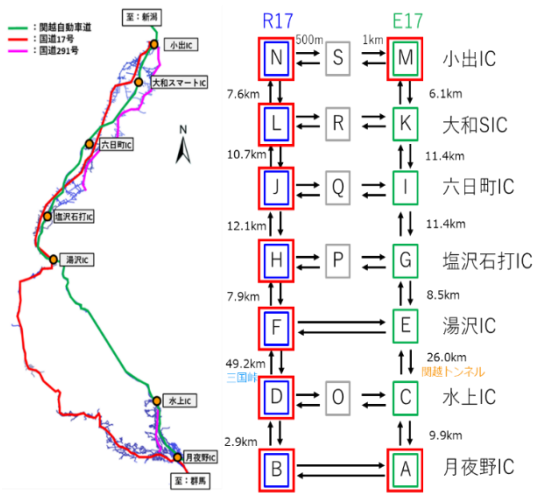 ：関越自動車道
：国道17号
：国道291号
至：新潟
小出IC
大和スマートIC
N
六日町IC
塩沢石打IC
湯沢IC
水上IC
月夜野IC
至：群馬
R17
E17
500m
1km
N
S
M
小出IC
7.6km
6.1km
L
R
K
大和SIC
10.7km
11.4km
J
Q
I
六日町IC
12.1km
11.4km
H
P
G
塩沢石打IC
7.9km
8.5km
F
E
湯沢IC
49.2km
三国峠
26.0km
関越トンネル
D
O
C
水上IC
2.9km
9.9km
B
A
月夜野IC